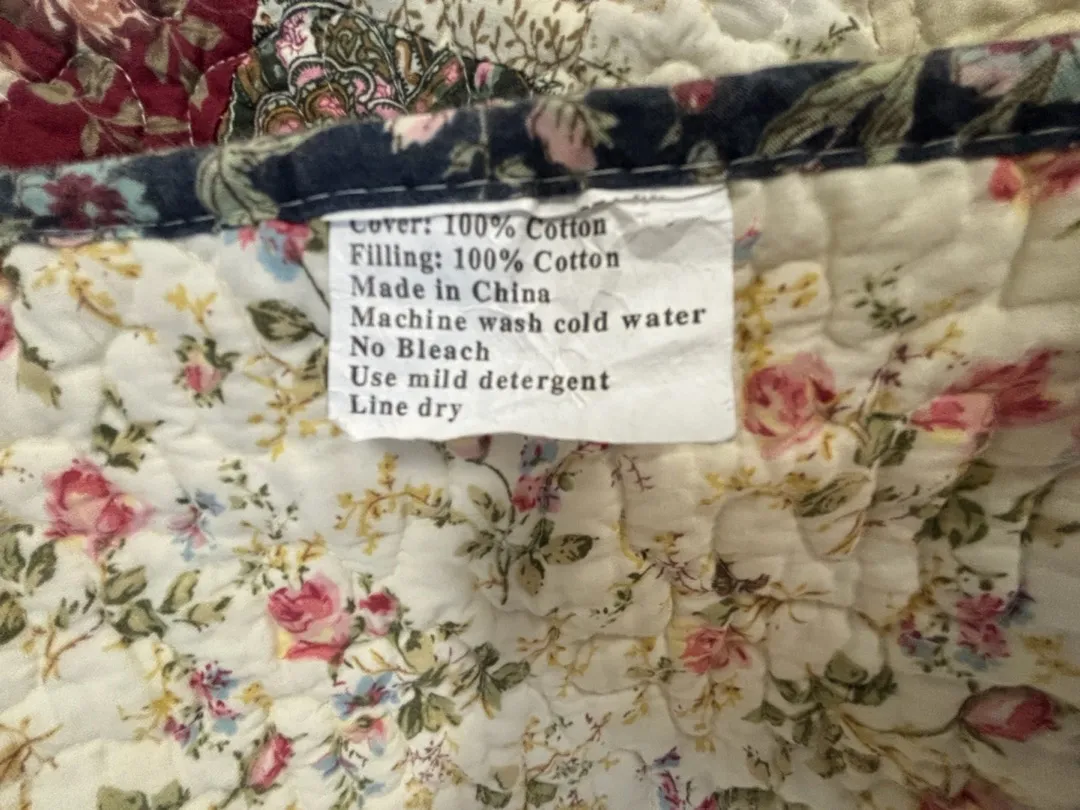 Cover: 100% Cotton
Filling: 100% Cotton
Made in China
Machine wash cold water
No Bleach
Use mild detergent
Line dry